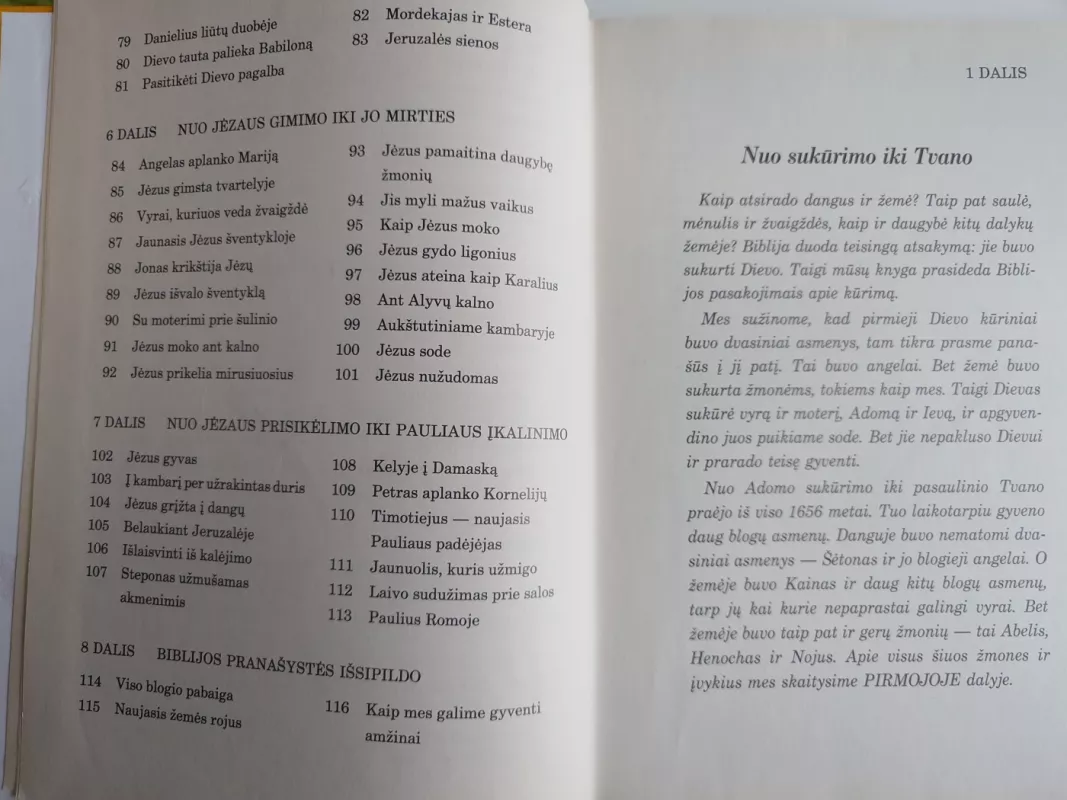 79 Danielius liūtų duobėje
80 Dievo tauta palieka Babiloną
81 Pasitikėti Dievo pagalba
82 Mordekajas ir Estera
83 Jeruzalės sienos
6 DALIS NUO JĖZAUS GIMIMO IKI JO MIRTIES
84 Angelas aplanko Mariją
85 Jėzus gimsta tvartelyje
86 Vyrai, kuriuos veda žvaigždė
87 Jaunasis Jėzus šventykloje
88 Jonas krikštija Jėzų
89 Jėzus išvalo šventyklą
90 Su moterimi prie šulinio
91 Jėzus moko ant kalno
92 Jėzus prikelia mirusiuosius
93 Jėzus pamaitina daugybę
žmonių
94 Jis myli mažus vaikus
95 Kaip Jėzus moko
96 Jėzus gydo ligonius
97 Jėzus ateina kaip Karalius
98 Ant Alyvų kalno
99 Aukštutiniame kambaryje
100 Jėzus sode
101 Jėzus nužudomas
7 DALIS NUO JĖZAUS PRISIKĖLIMO IKI PAULIAUS ĮKALINIMO
102 Jėzus gyvas
103 Į kambarį per užrakintas duris
104 Jėzus grįžta į dangų
105 Belaukiant Jeruzalėje
106 Išlaisvinti iš kalėjimo
107 Steponas užmušamas
akmenimis
108 Kelyje į Damaską
109 Petras aplanko Kornelijų
110 Timotiejus — naujasis
Pauliaus padėjėjas
111 Jaunuolis, kuris užmigo
112 Laivo sudužimas prie salos
113 Paulius Romoje
8 DALIS BIBLIJOS PRANAŠYSTĖS IŠSIPILDO
114 Viso blogio pabaiga
115 Naujasis žemės rojus
116 Kaip mes galime gyventi
amžinai
1 DALIS
Nuo sukūrimo iki Tvano
Kaip atsirado dangus ir žemė? Taip pat saulė,
mėnulis ir žvaigždės, kaip ir daugybė kitų dalykų
žemėje? Biblija duoda teisingą atsakymą: jie buvo
sukurti Dievo. Taigi mūsų knyga prasideda Bibli-
jos pasakojimais apie kūrimą.
Mes sužinome, kad pirmieji Dievo kūriniai
buvo dvasiniai asmenys, tam tikra prasme pana-
šūs į jį patį. Tai buvo angelai. Bet žemė buvo
sukurta žmonėms, tokiems kaip mes. Taigi Dievas
sukūrė vyrą ir moterį, Adomą ir Ievą, ir apgyven-
dino juos puikiame sode. Bet jie nepakluso Dievui
ir prarado teisę gyventi.
Nuo Adomo sukūrimo iki pasaulinio Tvano
praėjo iš viso 1656 metai. Tuo laikotarpiu gyveno
daug blogų asmenų. Danguje buvo nematomi dva-
siniai asmenys — Šėtonas ir jo blogieji angelai. O
žemėje buvo Kainas ir daug kitų blogų asmenų,
tarp jų kai kurie nepaprastai galingi vyrai. Bet
žemėje buvo taip pat ir gerų žmonių — tai Abelis,
Henochas ir Nojus. Apie visus šiuos žmones ir
įvykius mes skaitysime PIRMOJOJE dalyje.